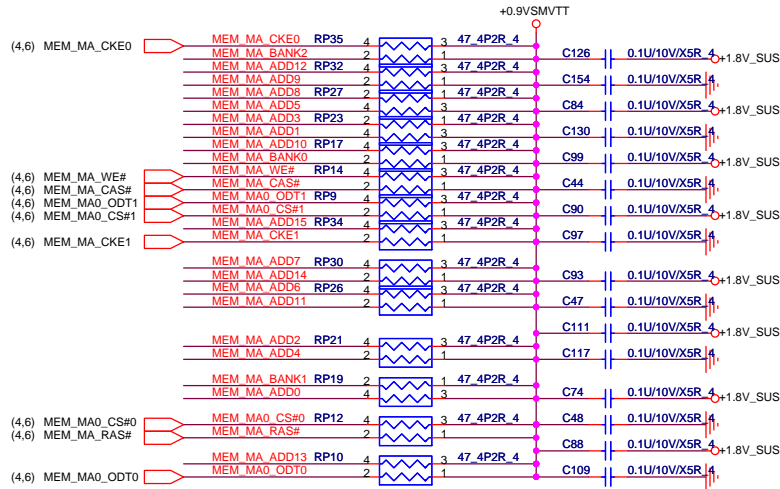 +0.9VSMVTT
(4,6) MEM_MA_CKE0 MEM_MA_CKE0 RP35 4 3 47_4P2R_4
MEM_MA_BANK2 2 1 C126 0.1U/10V/X5R_4 +1.8V_SUS
MEM_MA_ADD12 RP32 4 3 47_4P2R_4
MEM_MA_ADD9 2 1 C154 0.1U/10V/X5R_4
MEM_MA_ADD8 RP27 2 1 47_4P2R_4
MEM_MA_ADD5 4 3 C84 0.1U/10V/X5R_4 +1.8V_SUS
MEM_MA_ADD3 RP23 2 1 47_4P2R_4
MEM_MA_ADD1 4 3 C130 0.1U/10V/X5R_4
MEM_MA_ADD10 RP17 4 3 47_4P2R_4
MEM_MA_BANK0 2 1 C99 0.1U/10V/X5R_4 +1.8V_SUS
(4,6) MEM_MA_WE# MEM_MA_WE# RP14 4 3 47_4P2R_4
(4,6) MEM_MA_CAS# MEM_MA_CAS# 2 1 C44 0.1U/10V/X5R_4
(4,6) MEM_MA0_ODT1 MEM_MA0_ODT1 RP9 4 3 47_4P2R_4
(4,6) MEM_MA0_CS#1 MEM_MA0_CS#1 2 1 C90 0.1U/10V/X5R_4 +1.8V_SUS
MEM_MA_ADD15 RP34 4 3 47_4P2R_4
(4,6) MEM_MA_CKE1 MEM_MA_CKE1 2 1 C97 0.1U/10V/X5R_4
MEM_MA_ADD7 RP30 4 3 47_4P2R_4
MEM_MA_ADD14 2 1 C93 0.1U/10V/X5R_4 +1.8V_SUS
MEM_MA_ADD6 RP26 4 3 47_4P2R_4
MEM_MA_ADD11 2 1 C47 0.1U/10V/X5R_4
C111 0.1U/10V/X5R_4 +1.8V_SUS
MEM_MA_ADD2 RP21 4 3 47_4P2R_4
MEM_MA_ADD4 2 1 C117 0.1U/10V/X5R_4
MEM_MA_BANK1 RP19 2 1 47_4P2R_4
MEM_MA_ADD0 4 3 C74 0.1U/10V/X5R_4 +1.8V_SUS
(4,6) MEM_MA0_CS#0 MEM_MA0_CS#0 RP12 4 3 47_4P2R_4 C48 0.1U/10V/X5R_4
(4,6) MEM_MA_RAS# MEM_MA_RAS# 2 1
C88 0.1U/10V/X5R_4 +1.8V_SUS
MEM_MA_ADD13 RP10 4 3 47_4P2R_4
(4,6) MEM_MA0_ODT0 MEM_MA0_ODT0 2 1 C109 0.1U/10V/X5R_4